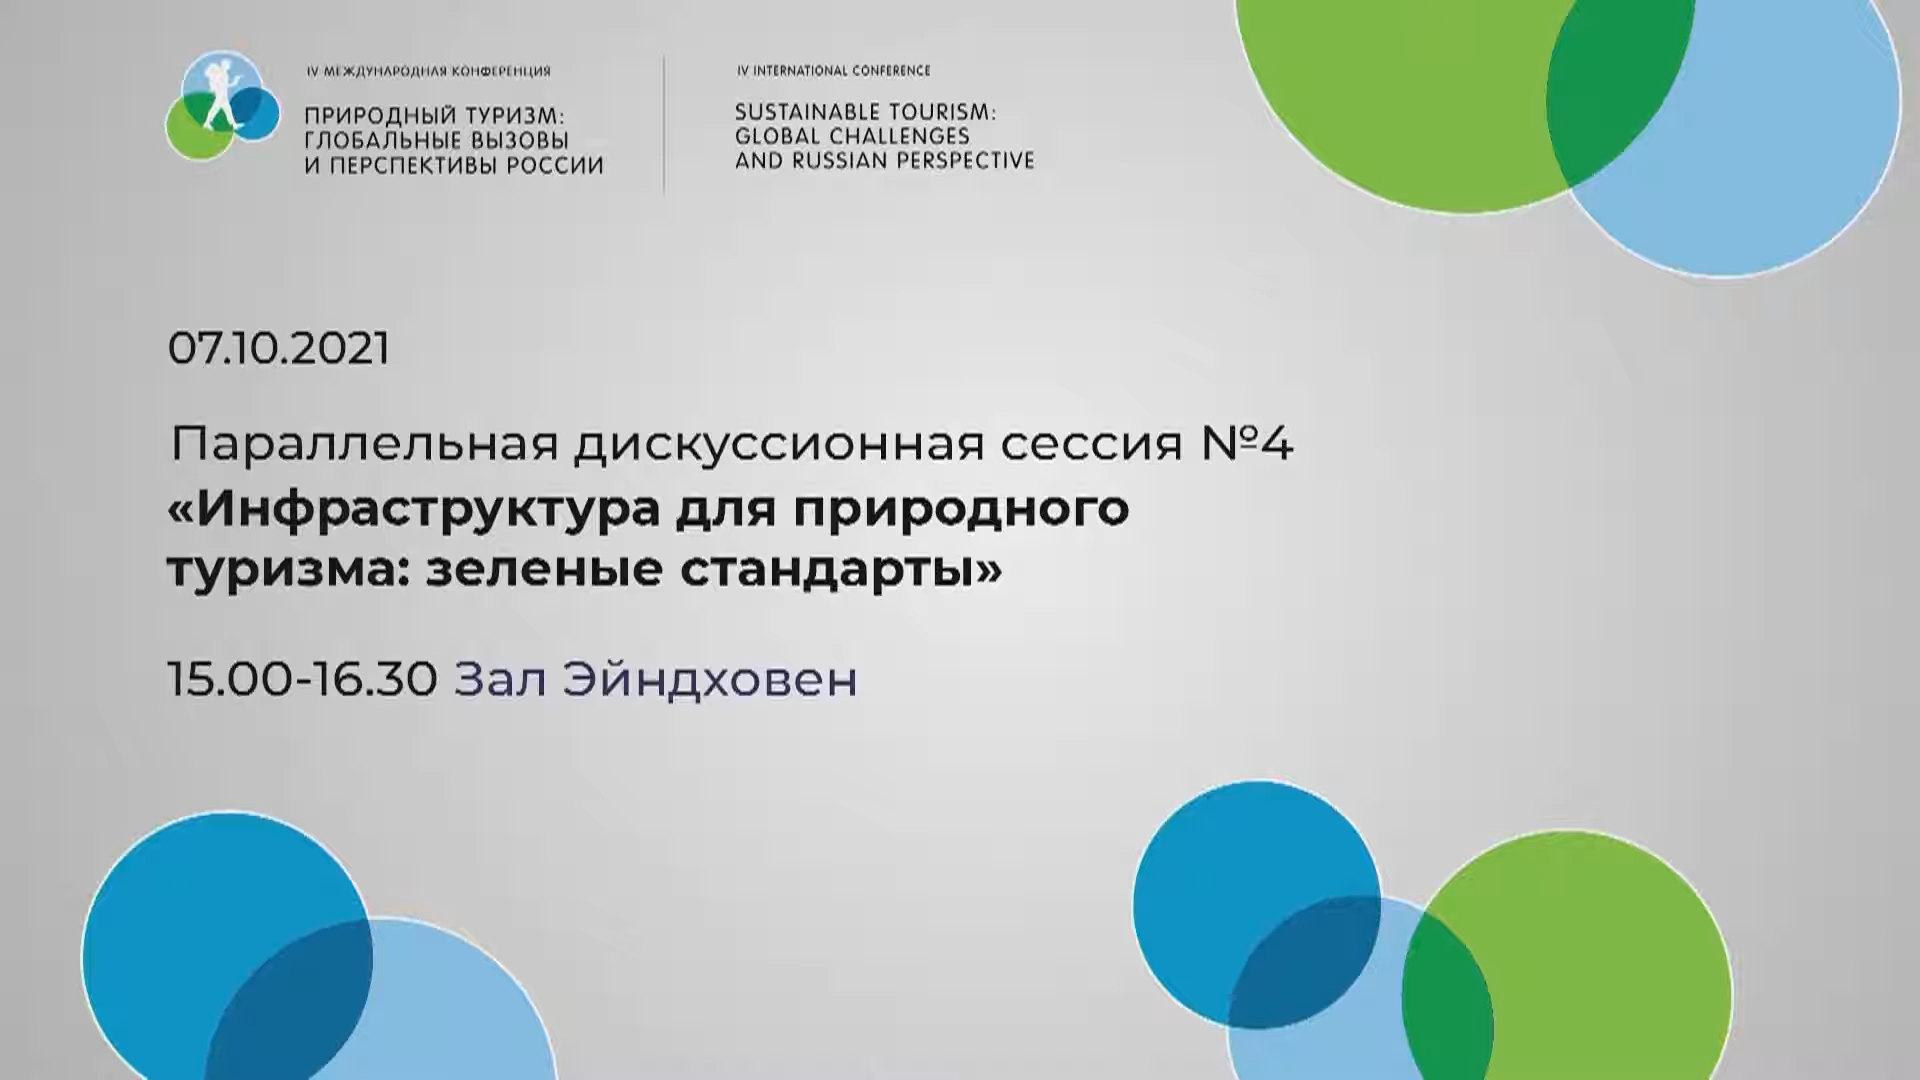 IV МЕЖДУНАРОДНАЯ КОНФЕРЕНЦИЯ
ПРИРОДНЫЙ ТУРИЗМ:
ГЛОБАЛЬНЫЕ ВЫЗОВЫ
И ПЕРСПЕКТИВЫ РОССИИ
IV INTERNATIONAL CONFERENCE
SUSTAINABLE TOURISM:
GLOBAL CHALLENGES
AND RUSSIAN PERSPECTIVE
07.10.2021
Параллельная дискуссионная сессия №4
«Инфраструктура для природного
туризма: зеленые стандарты»
15.00-16.30 Зал Эйндховен